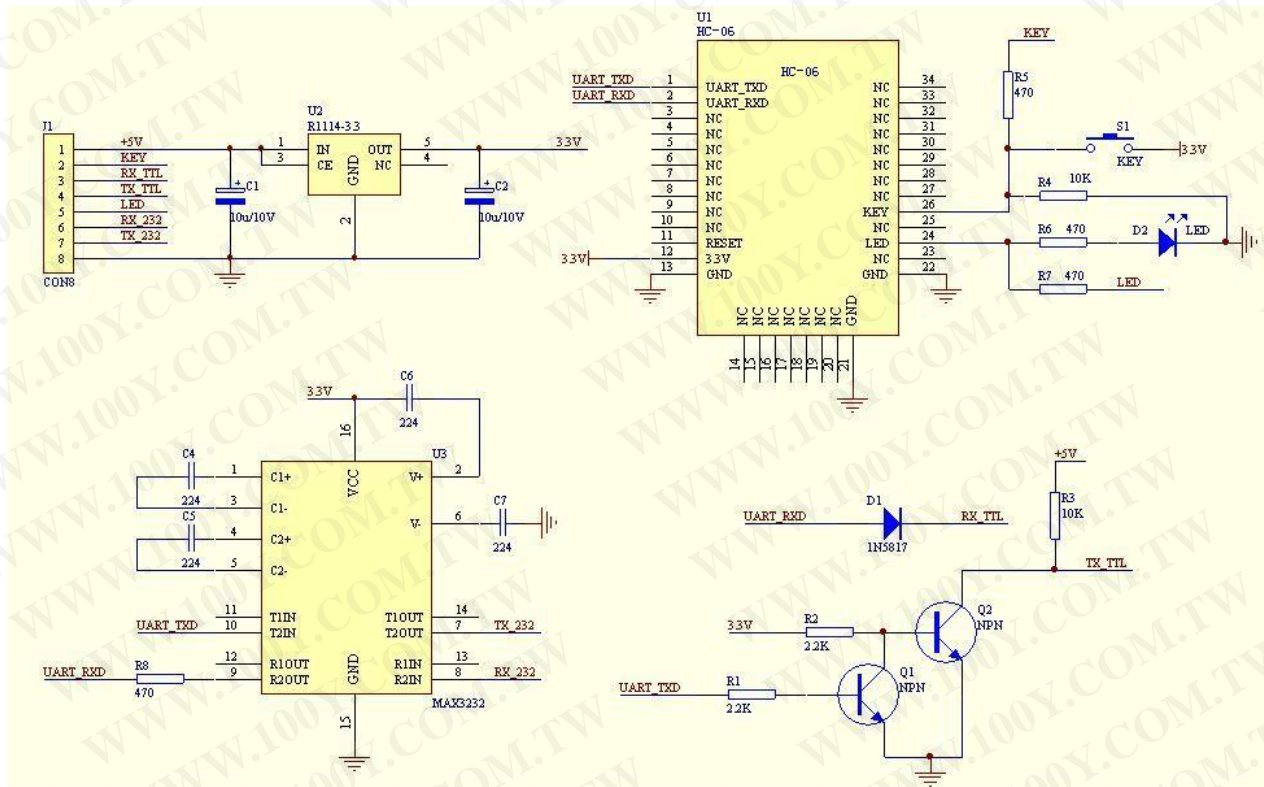 J1
CON8
1 +5V
2 KEY
3 RX_TTL
4 TX_TTL
5 LED
6 RX_232
7 TX_232
8
U2
R1114-33
1 IN OUT 5
3 CE NC 4
GND
2
+ C1
10u/10V
+ C2
10u/10V
33V
U1
HC-06
HC-06
UART_TXD 1 UART_TXD NC 34
UART_RXD 2 UART_RXD NC 33
3 NC NC 32
4 NC NC 31
5 NC NC 30
6 NC NC 29
7 NC NC 28
8 NC NC 27
9 NC KEY 26
10 NC NC 25
11 RESET LED 24
33V 12 3.3V NC 23
13 GND GND 22
NC NC NC NC NC NC NC GND
14 15 16 17 18 19 20 21
KEY
R5
470
S1
KEY
33V
R4 10K
R6 470
D2 LED
R7 470 LED
33V
C6
224
16
U3
C4
224
C5
224
1 C1+ VCC V+ 2
3 C1-
4 C2+ V- 6
5 C2-
C7
224
11 T1IN T1OUT 14
UART_TXD 10 T2IN T2OUT 7 TX_232
12 R1OUT R1IN 13
UART_RXD R8 9 R2OUT GND R2IN 8 RX_232
470
MAX3232
15
UART_RXD D1 RX_TTL
1N5817
+5V
R3
10K
TX_TTL
Q2
NPN
33V R2
2.2K
Q1
NPN
UART_TXD R1
2.2K
WWW.100Y.COM.TW